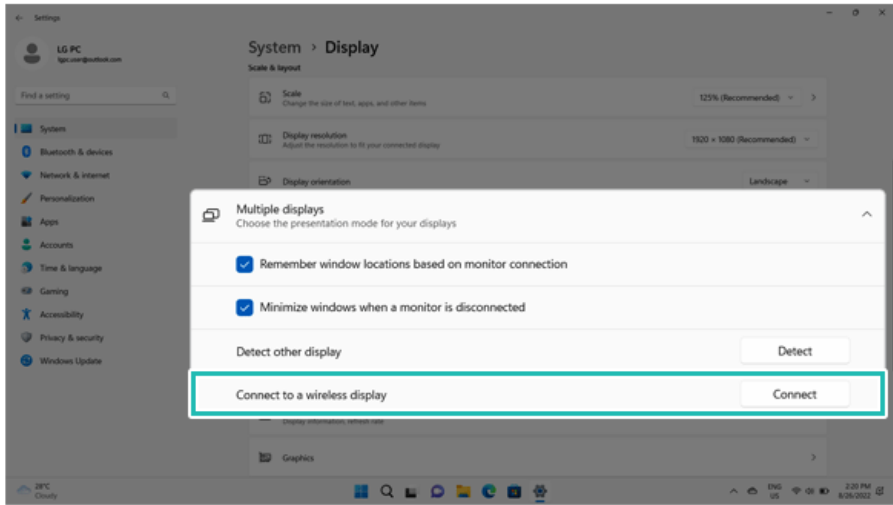 Settings
LG PC
lgpc.user@outlook.com
Find a setting
System
Bluetooth & devices
Network & internet
Personalization
Apps
Accounts
Time & language
Gaming
Accessibility
Privacy & security
Windows Update
System > Display
Scale & layout
Scale
Change the size of text, apps, and other items
125% (Recommended)
Display resolution
Adjust the resolution to fit your connected display
1920 × 1080 (Recommended)
Display orientation
Landscape
Multiple displays
Choose the presentation mode for your displays
Remember window locations based on monitor connection
Minimize windows when a monitor is disconnected
Detect other display
Detect
Connect to a wireless display
Connect
Display information, refresh rate
Graphics
28°C
Cloudy
ENG
US
2:20 PM
8/26/2022